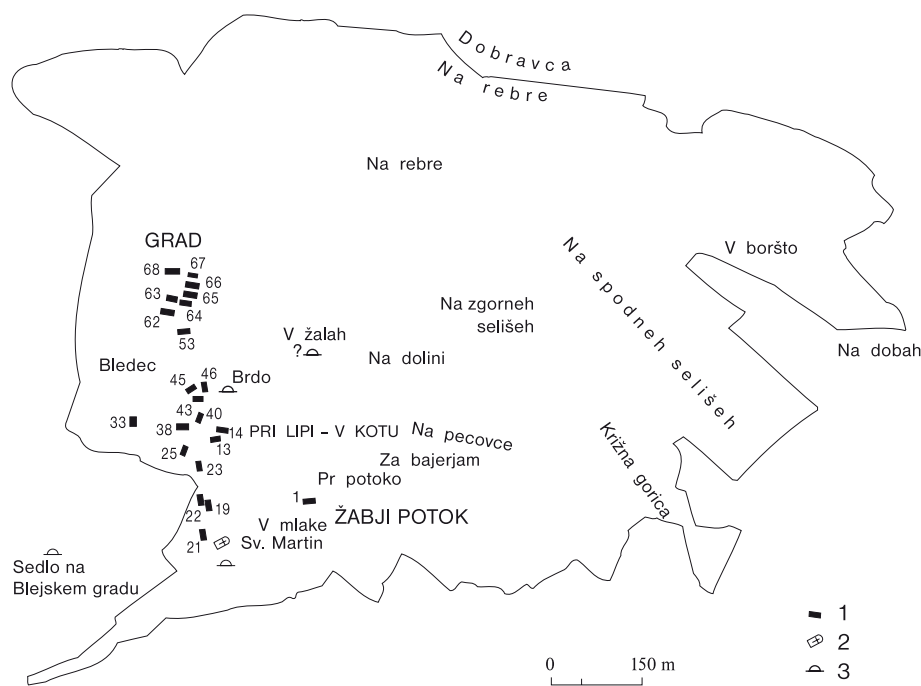 Dobravca
Na rebre
Na rebre
GRAD
68
67
66
65
63
64
62
53
V boršto
Na spodneh selišeh
Na zgorneh
selišeh
V žalah
?
Na dolini
Na dobah
Bledec
45
46
Brdo
43
40
33
38
14
PRI LIPI – V KOTU
13
Na pecovce
25
Za bajerjam
23
Križna gorica
Pr potoko
1
22
19
V mlake
ŽABJI POTOK
21
Sv. Martin
Sedlo na
Blejskem gradu
1
2
3
0 150 m